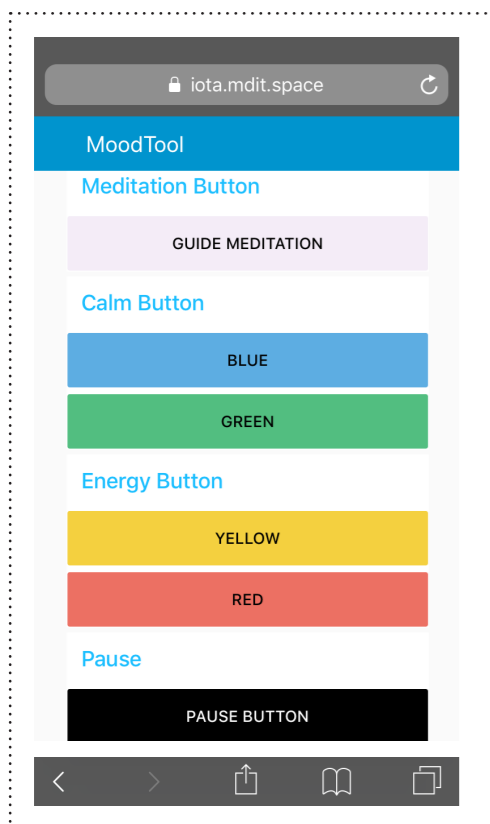 iota.mdit.space
MoodTool
Meditation Button
GUIDE MEDITATION
Calm Button
BLUE
GREEN
Energy Button
YELLOW
RED
Pause
PAUSE BUTTON